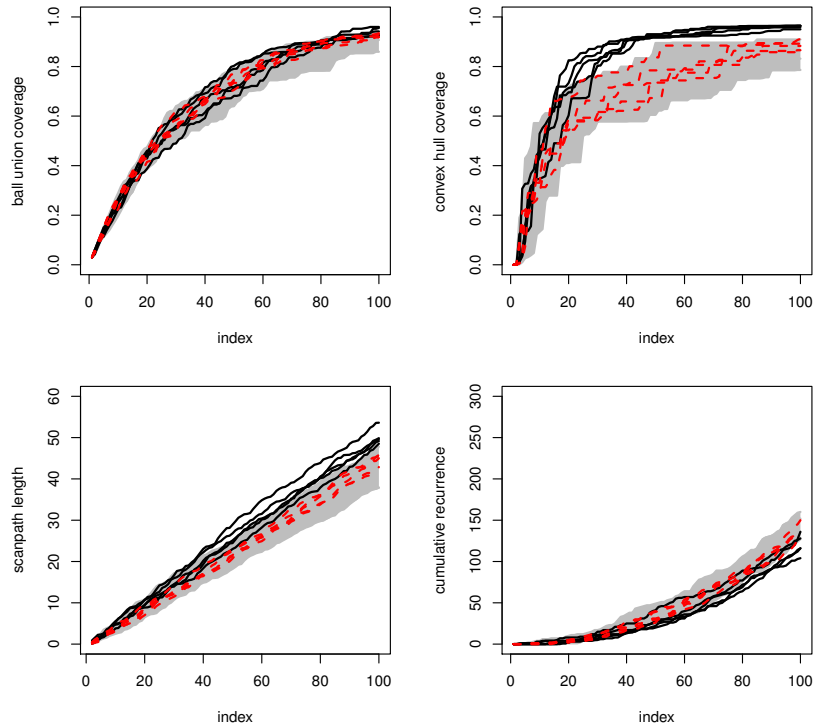 ball union coverage
0.0 0.2 0.4 0.6 0.8 1.0
0 20 40 60 80 100
index
convex hull coverage
0.0 0.2 0.4 0.6 0.8 1.0
0 20 40 60 80 100
index
scanpath length
0 10 20 30 40 50 60
0 20 40 60 80 100
index
cumulative recurrence
0 50 100 150 200 250 300
0 20 40 60 80 100
index